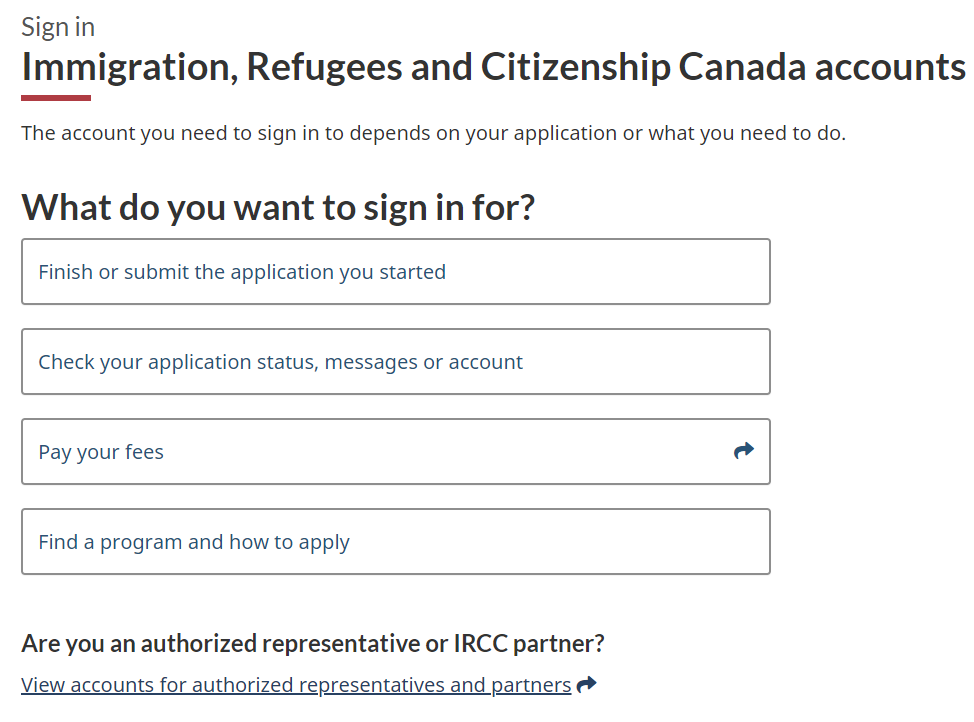 Sign in
Immigration, Refugees and Citizenship Canada accounts
The account you need to sign in to depends on your application or what you need to do.
What do you want to sign in for?
Finish or submit the application you started
Check your application status, messages or account
Pay your fees
Find a program and how to apply
Are you an authorized representative or IRCC partner?
View accounts for authorized representatives and partners